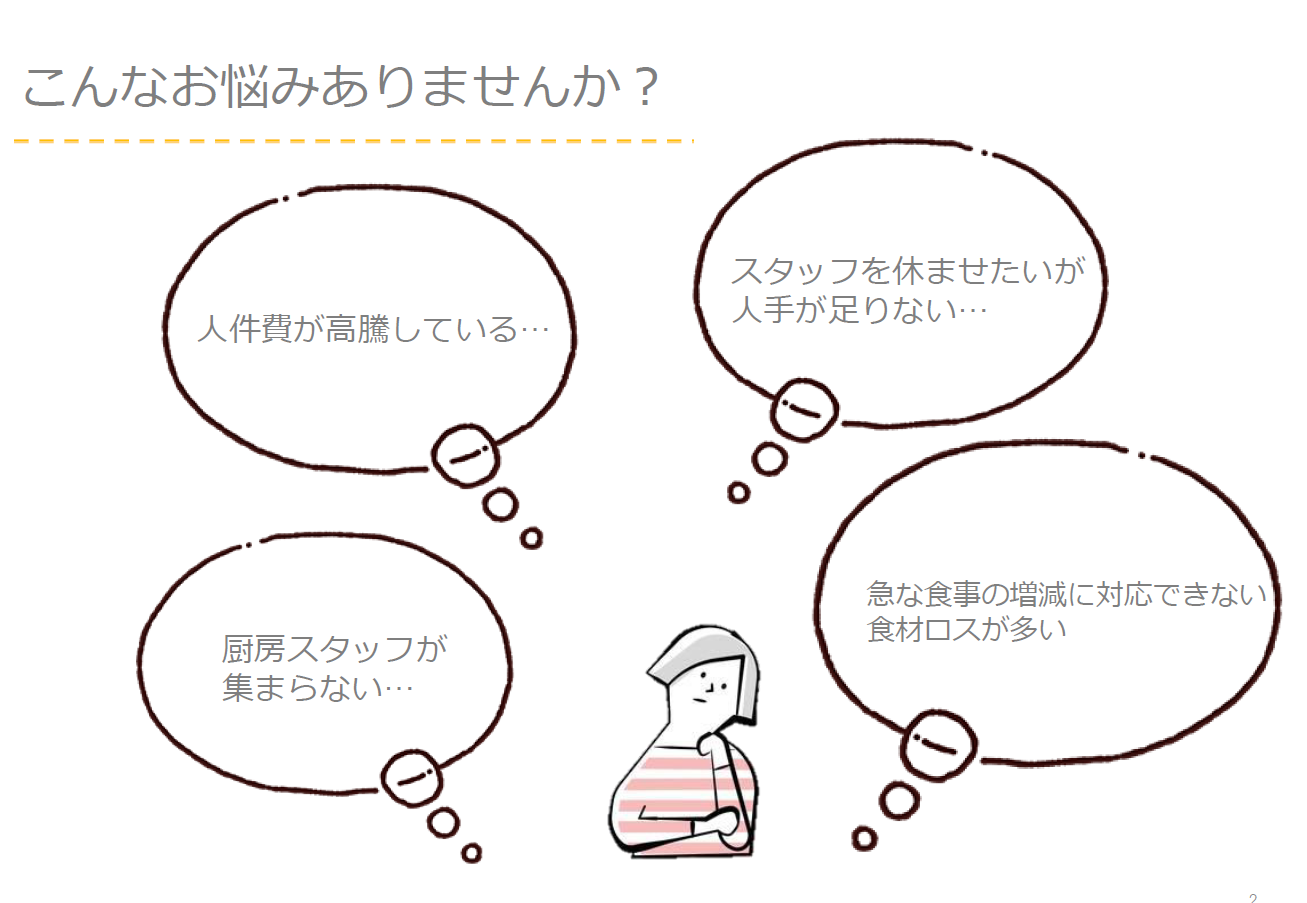 こんなお悩みありませんか？
人件費が高騰している…
スタッフを休ませたいが
人手が足りない…
厨房スタッフが
集まらない…
急な食事の増減に対応できない
食材ロスが多い
2